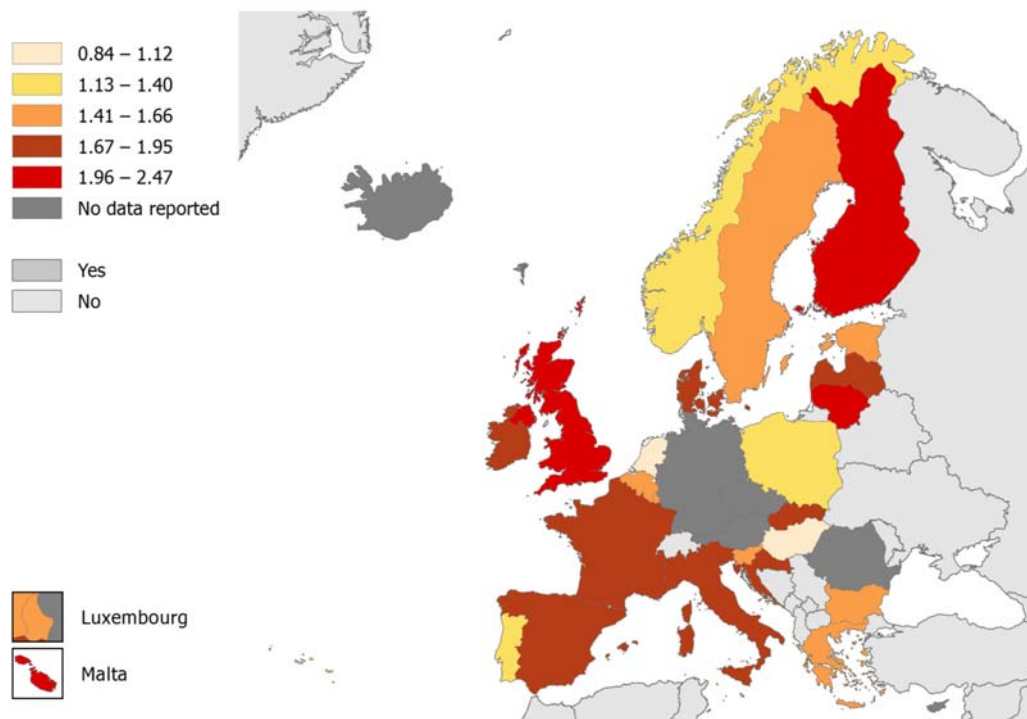 0.84 – 1.12
1.13 – 1.40
1.41 – 1.66
1.67 – 1.95
1.96 – 2.47
No data reported
Yes
No
Luxembourg
Malta